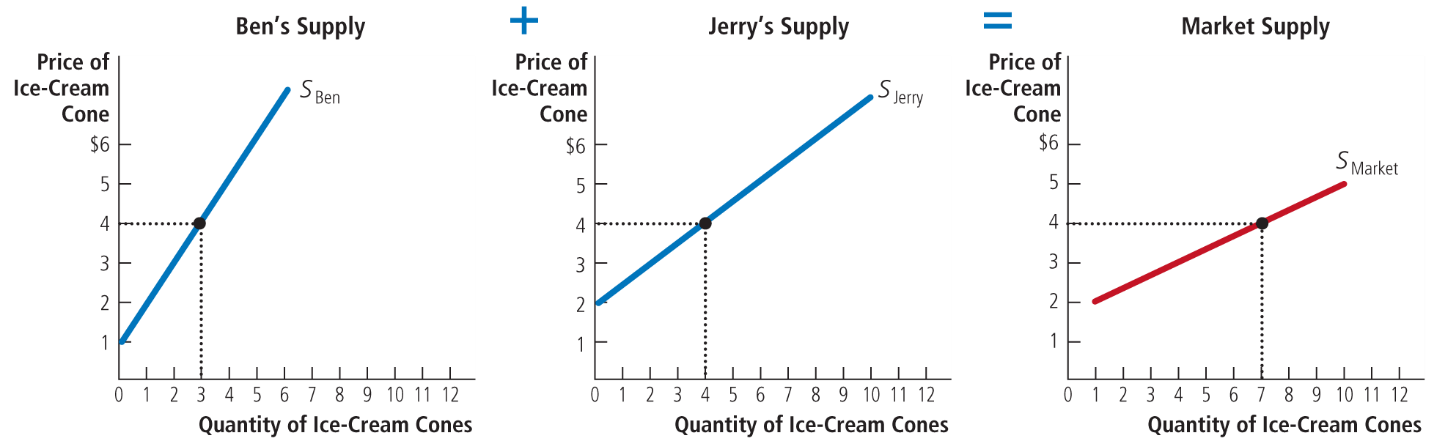 Ben's Supply
+
Jerry's Supply
=
Market Supply
Price of
Ice-Cream
Cone
$6
5
4
3
2
1
S Ben
0 1 2 3 4 5 6 7 8 9 10 11 12
Quantity of Ice-Cream Cones
Price of
Ice-Cream
Cone
$6
5
4
3
2
1
S Jerry
0 1 2 3 4 5 6 7 8 9 10 11 12
Quantity of Ice-Cream Cones
Price of
Ice-Cream
Cone
$6
5
4
3
2
1
S Market
0 1 2 3 4 5 6 7 8 9 10 11 12
Quantity of Ice-Cream Cones